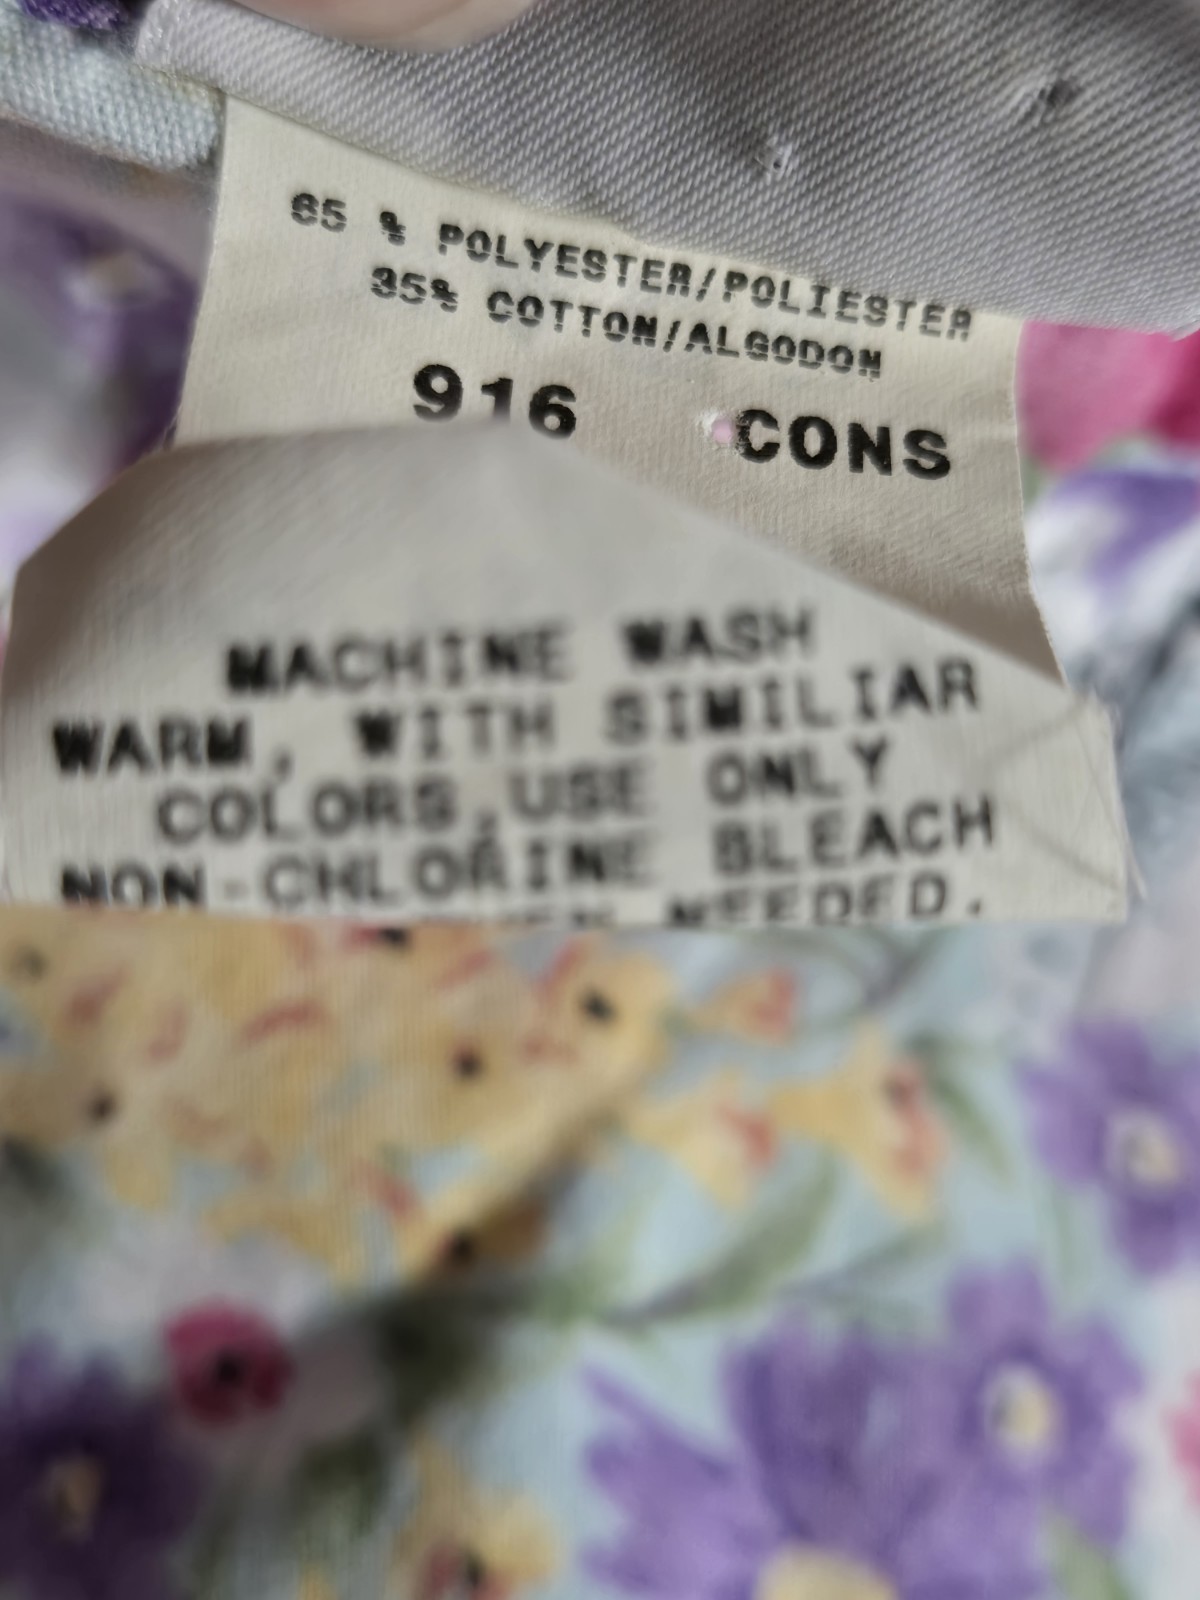 65 % POLYESTER/POLIESTER
35% COTTON/ALGODON
916 CONS
MACHINE WASH
WARM, WITH SIMILIAR
COLORS,USE ONLY
NON-CHLORINE BLEACH
NEEDED.